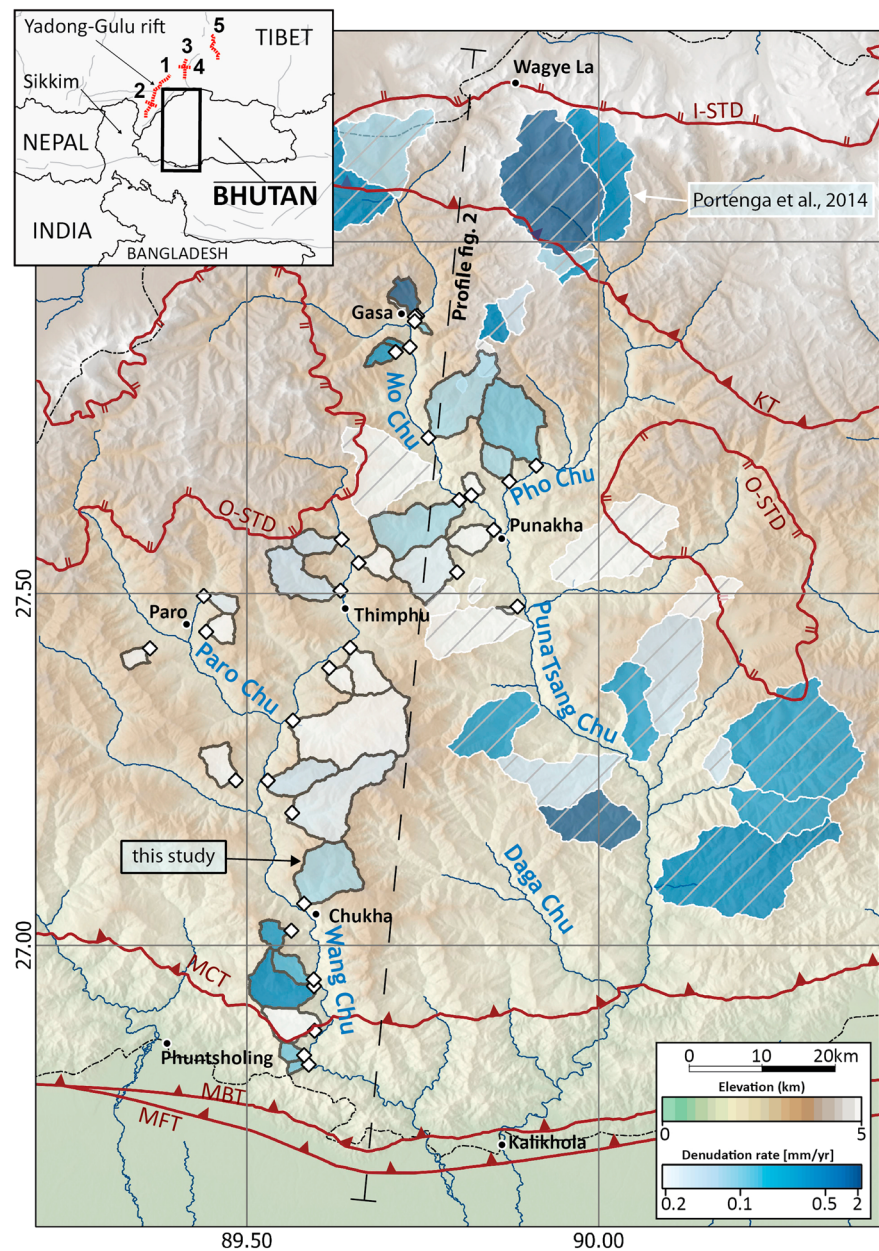 Yadong-Gulu rift
5
TIBET
3
1
4
Sikkim
2
NEPAL
BHUTAN
INDIA
BANGLADESH
Wagye La
I-STD
Portenga et al., 2014
Profile fig. 2
Gasa
Wo Chu
KT
Pho Chu
O-STD
O-STD
Punakha
27.50
Paro
Thimphu
Paro Chu
PunaTsang Chu
this study
Daga Chu
Chukha
27.00
Wang Chu
MCT
Phuntsholing
MBT
MFT
Kalikhola
0 10 20km
Elevation (km)
0 5
Denudation rate [mm/yr]
0.2 0.1 0.5 2
89.50 90.00